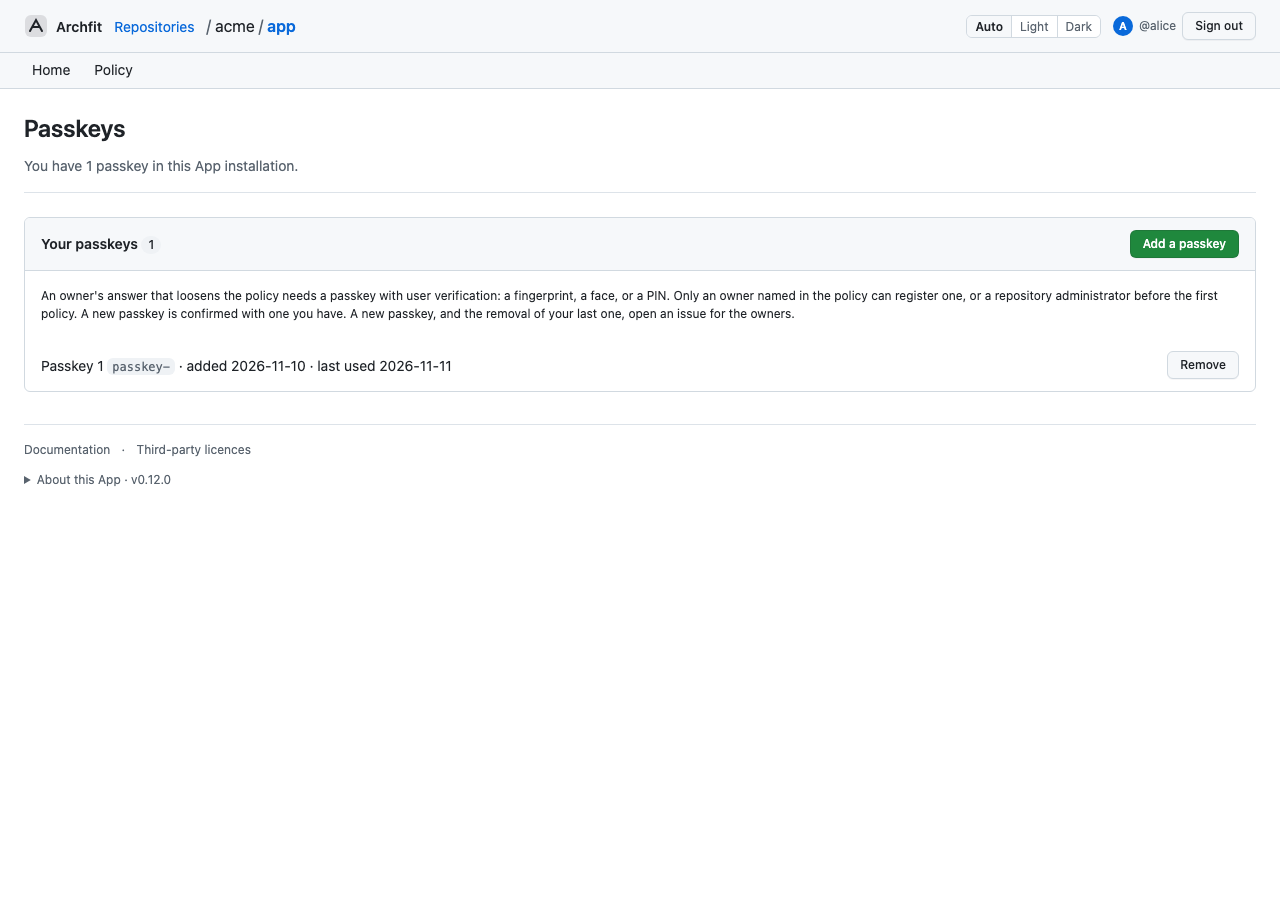 Archfit Repositories / acme / app Auto Light Dark A @alice Sign out
Home Policy
Passkeys
You have 1 passkey in this App installation.
Your passkeys 1 Add a passkey
An owner's answer that loosens the policy needs a passkey with user verification: a fingerprint, a face, or a PIN. Only an owner named in the policy can register one, or a repository administrator before the first
policy. A new passkey is confirmed with one you have. A new passkey, and the removal of your last one, open an issue for the owners.
Passkey 1 passkey- · added 2026-11-10 · last used 2026-11-11 Remove
Documentation · Third-party licences
About this App · v0.12.0